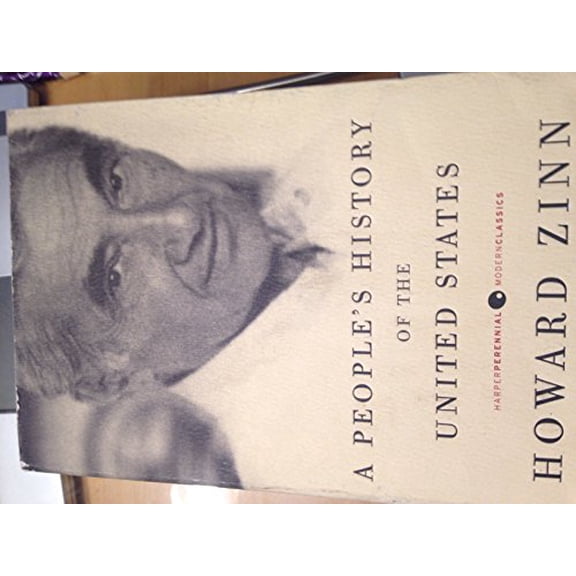 A PEOPLE'S HISTORY
OF THE
UNITED STATES
HARPERPERENNIAL MODERNCLASSICS
HOWARD ZINN